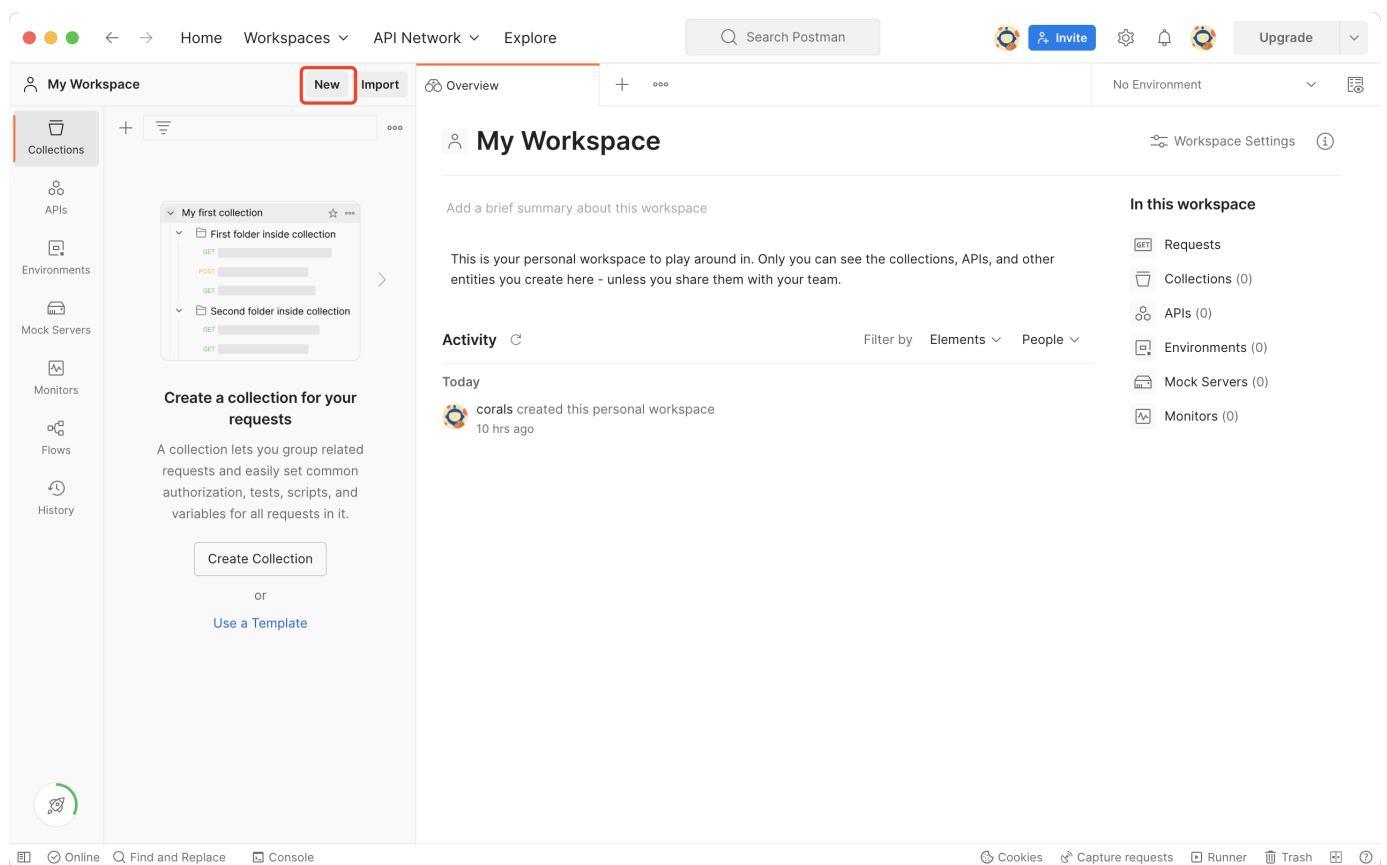 Home Workspaces API Network Explore Search Postman Invite Upgrade
My Workspace New Import Overview No Environment
Collections
APIs
Environments
Mock Servers
Monitors
Flows
History
My first collection
First folder inside collection
GET
POST
GET
Second folder inside collection
GET
GET
Create a collection for your
requests
A collection lets you group related
requests and easily set common
authorization, tests, scripts, and
variables for all requests in it.
Create Collection
or
Use a Template
My Workspace Workspace Settings
Add a brief summary about this workspace
This is your personal workspace to play around in. Only you can see the collections, APIs, and other
entities you create here - unless you share them with your team.
Activity Filter by Elements People
Today
corals created this personal workspace
10 hrs ago
In this workspace
GET Requests
Collections (0)
APIs (0)
Environments (0)
Mock Servers (0)
Monitors (0)
Online Find and Replace Console Cookies Capture requests Runner Trash